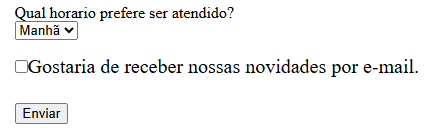 Qual horario prefere ser atendido?
Manhã
Gostaria de receber nossas novidades por e-mail.
Enviar